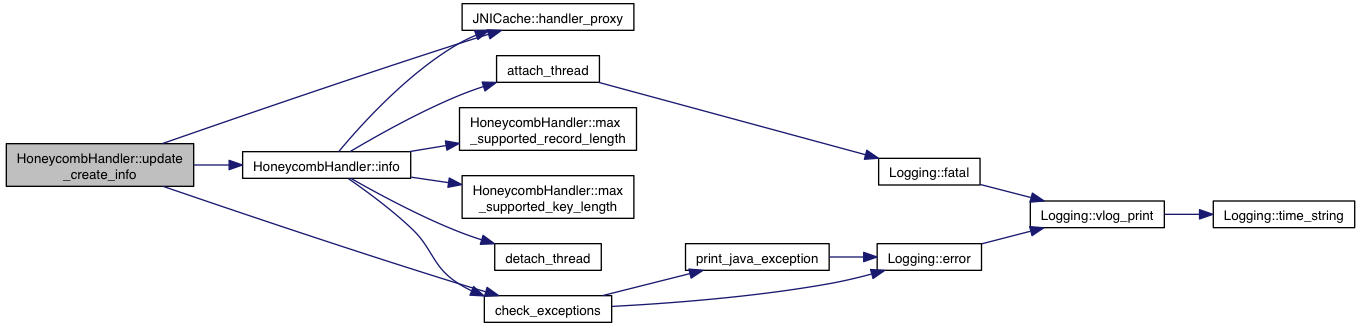 JNICache::handler_proxy
attach_thread
HoneycombHandler::max
_supported_record_length
HoneycombHandler::update
_create_info
HoneycombHandler::info
Logging::fatal
HoneycombHandler::max
_supported_key_length
Logging::vlog_print
Logging::time_string
detach_thread
print_java_exception
Logging::error
check_exceptions